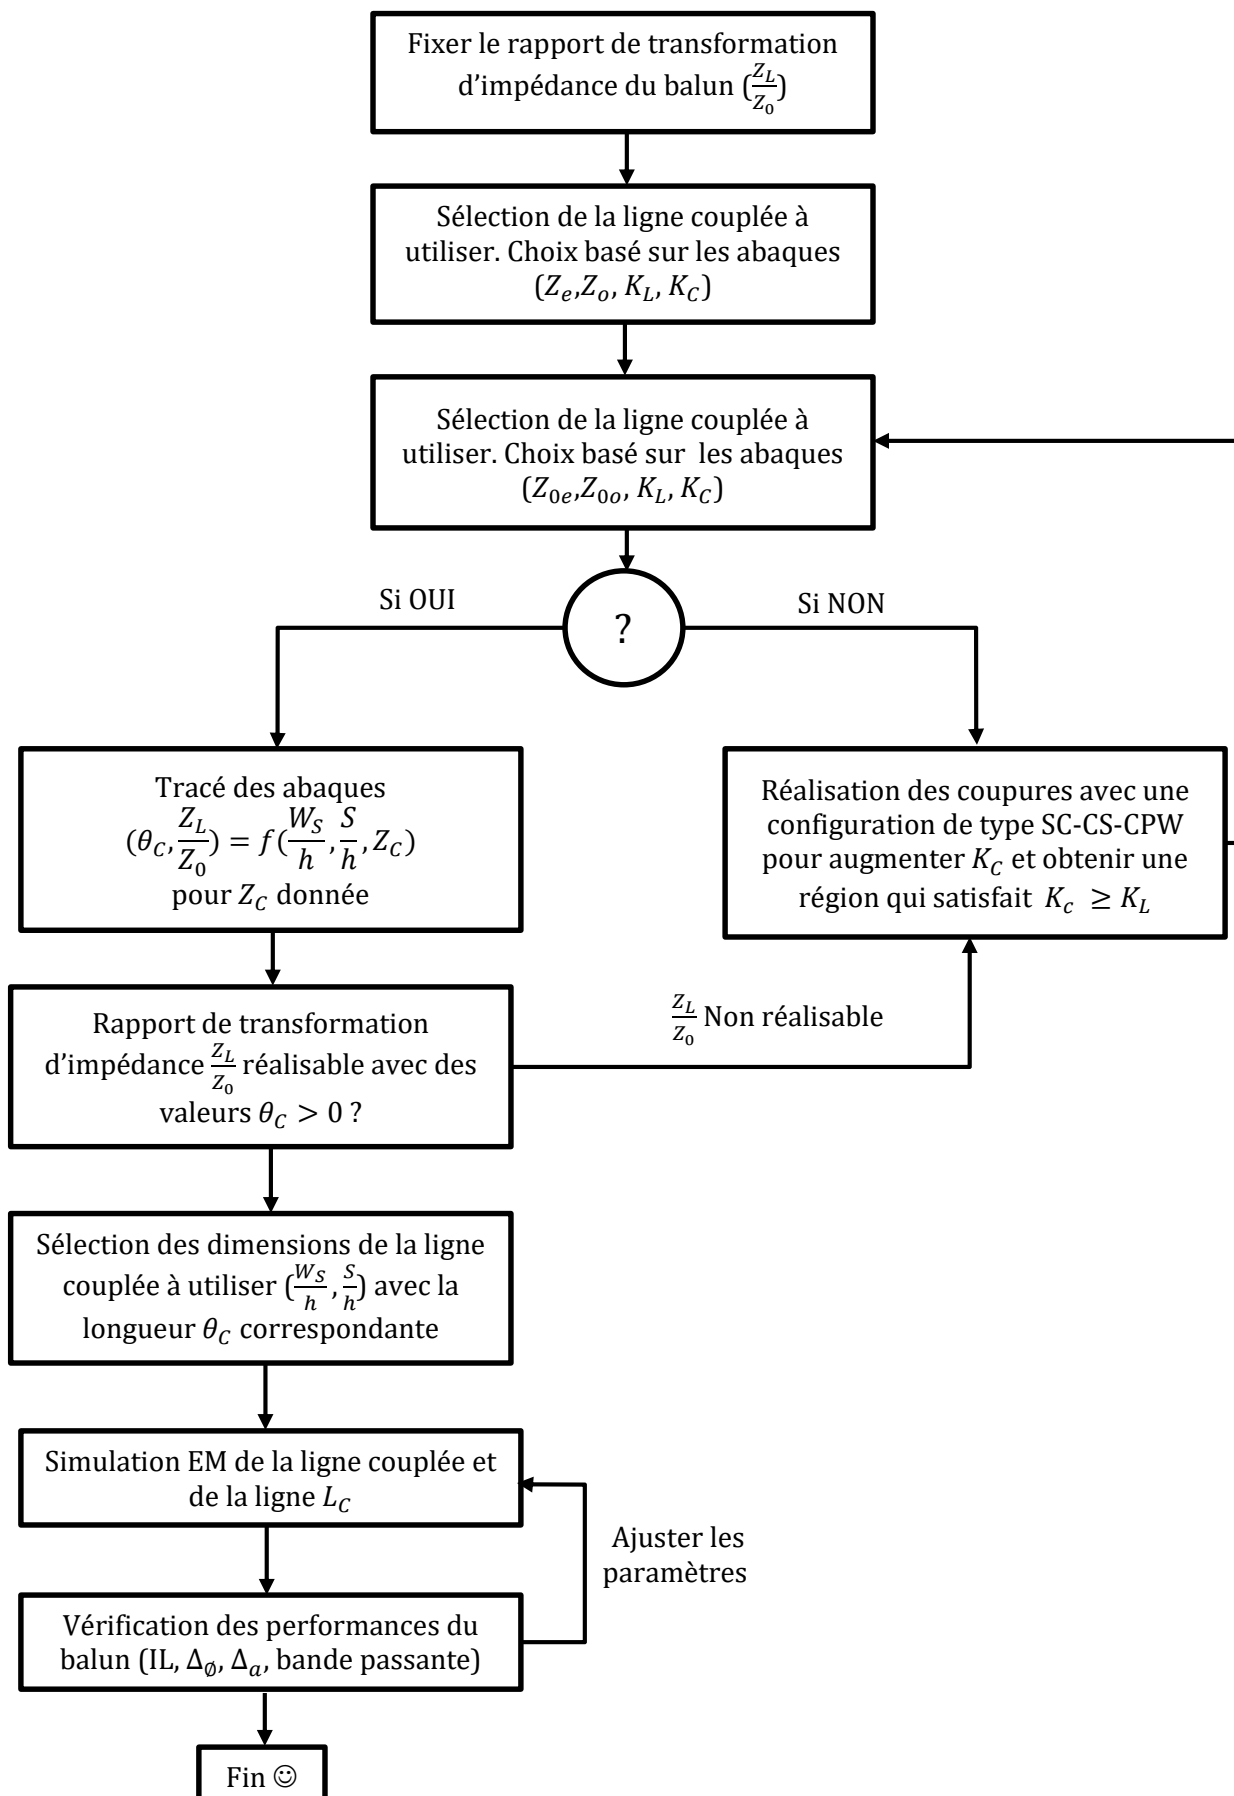 Fixer le rapport de transformation
d'impédance du balun (Z_L/Z_0)
Sélection de la ligne couplée à
utiliser. Choix basé sur les abaques
(Z_e,Z_o, K_L, K_C)
Sélection de la ligne couplée à
utiliser. Choix basé sur les abaques
(Z_0e,Z_0o, K_L, K_C)
Si OUI
Si NON
?
Tracé des abaques
(θ_C, Z_L/Z_0) = f(W_S/h, S/h, Z_C)
pour Z_C donnée
Réalisation des coupures avec une
configuration de type SC-CS-CPW
pour augmenter K_C et obtenir une
région qui satisfait K_c ≥ K_L
Rapport de transformation
d'impédance Z_L/Z_0 réalisable avec des
valeurs θ_C > 0 ?
Z_L/Z_0 Non réalisable
Sélection des dimensions de la ligne
couplée à utiliser (W_S/h, S/h) avec la
longueur θ_C correspondante
Simulation EM de la ligne couplée et
de la ligne L_C
Ajuster les
paramètres
Vérification des performances du
balun (IL, Δ_∅, Δ_a, bande passante)
Fin ☺